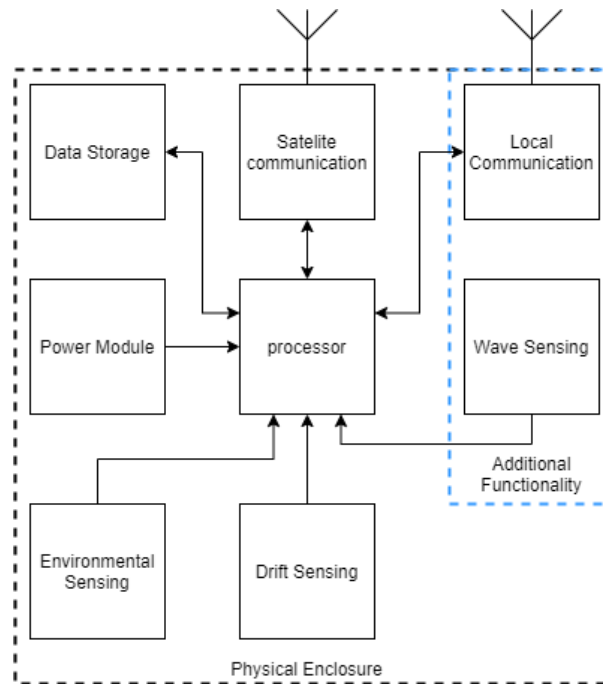 Data Storage
Satelite
communication
Local
Communication
Power Module
processor
Wave Sensing
Additional
Functionality
Environmental
Sensing
Drift Sensing
Physical Enclosure